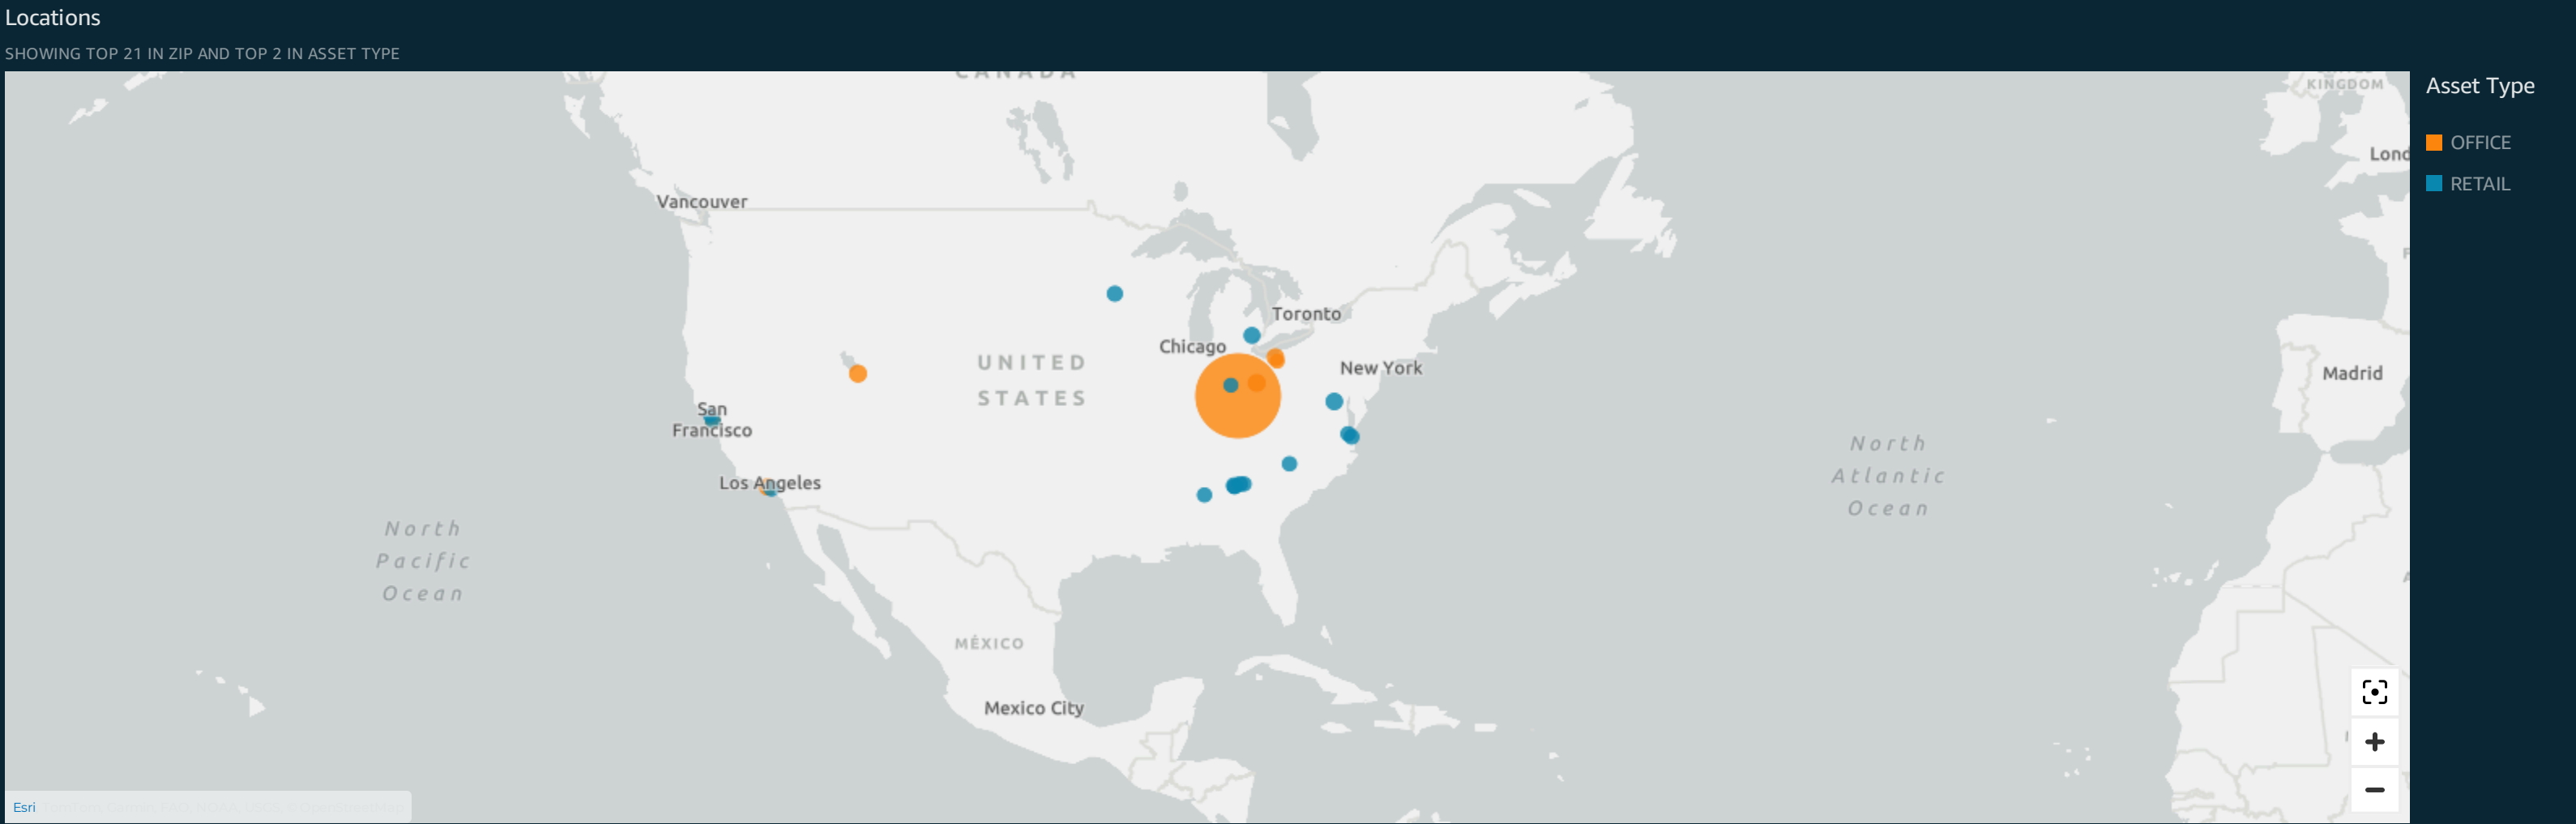 Locations
SHOWING TOP 21 IN ZIP AND TOP 2 IN ASSET TYPE
CANADA
KINGDOM
Asset Type
OFFICE
Lond
RETAIL
Vancouver
Toronto
Chicago
UNITED
STATES
New York
Madrid
San
Francisco
Los Angeles
North
Atlantic
Ocean
North
Pacific
Ocean
MÉXICO
Mexico City
Esri